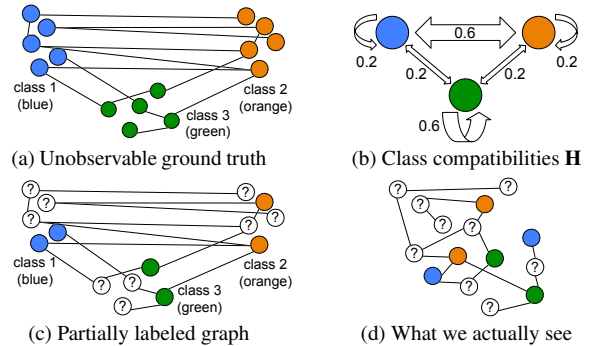 class 1
(blue)
class 2
(orange)
class 3
(green)
(a) Unobservable ground truth
0.6
0.2
0.2
0.2
0.2
0.6
(b) Class compatibilities H
?
?
?
?
?
?
?
class 1
(blue)
?
?
?
class 2
(orange)
class 3
(green)
(c) Partially labeled graph
?
?
?
?
?
?
?
?
?
(d) What we actually see